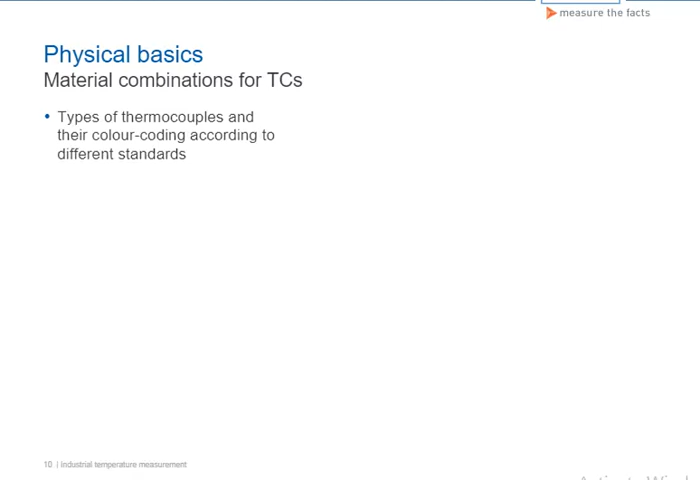 measure the facts
Physical basics
Material combinations for TCs
• Types of thermocouples and
their colour-coding according to
different standards
10 | Industrial temperature measurement